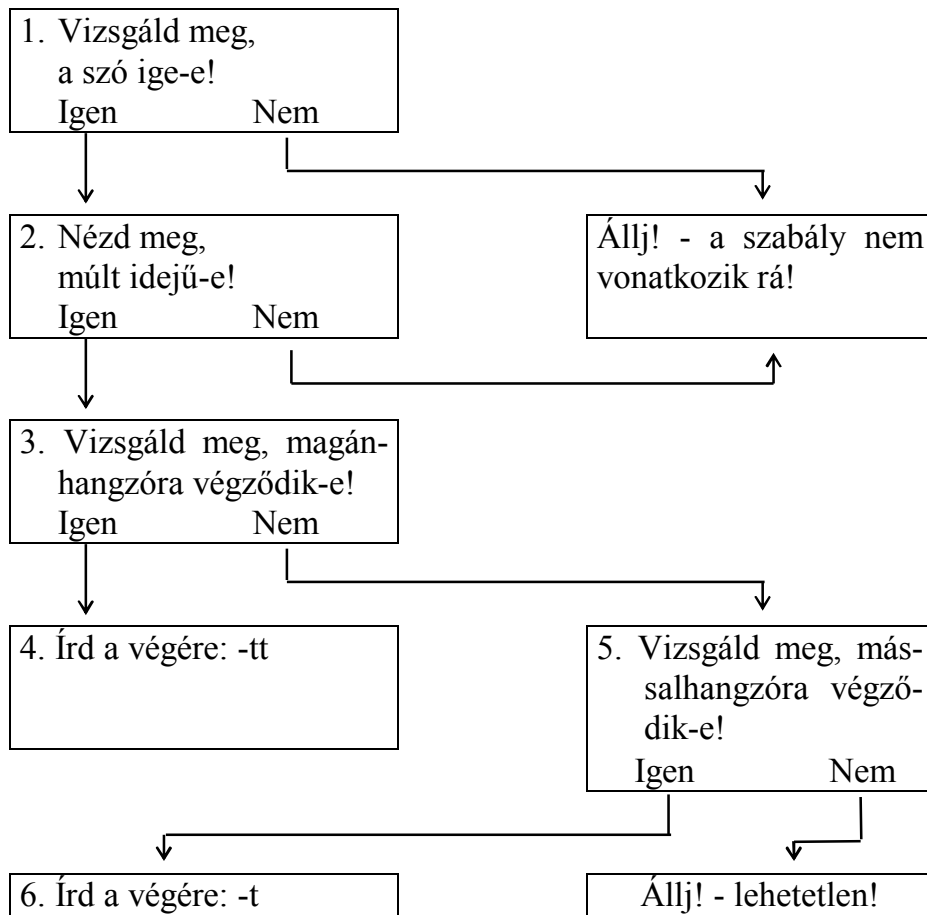 1. Vizsgáld meg,
a szó ige-e!
Igen Nem
2. Nézd meg,
múlt idejű-e!
Igen Nem
Állj! - a szabály nem
vonatkozik rá!
3. Vizsgáld meg, magán-
hangzóra végződik-e!
Igen Nem
4. Írd a végére: -tt
5. Vizsgáld meg, más-
salhangzóra végző-
dik-e!
Igen Nem
6. Írd a végére: -t
Állj! - lehetetlen!